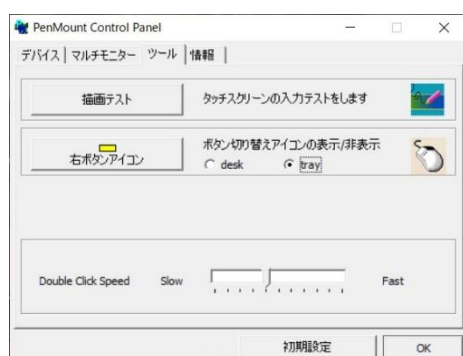 PenMount Control Panel
デバイス マルチモニター ツール 情報
描画テスト タッチスクリーンの入力テストをします
右ボタンアイコン ボタン切り替えアイコンの表示/非表示
desk tray
Double Click Speed Slow Fast
初期設定 OK